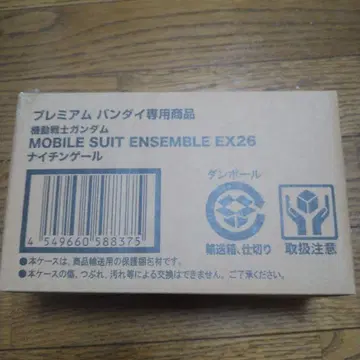 プレミアム バンダイ専用商品
機動戦士ガンダム
MOBILE SUIT ENSEMBLE EX26
ナイチンゲール
ダンボール
4 549660 588375
輸送箱、仕切り
取扱注意
●本ケースは、商品輸送用の保護梱包材です。
●本ケースの傷、つぶれ、汚れ等による交換はできません。ご了承ください。